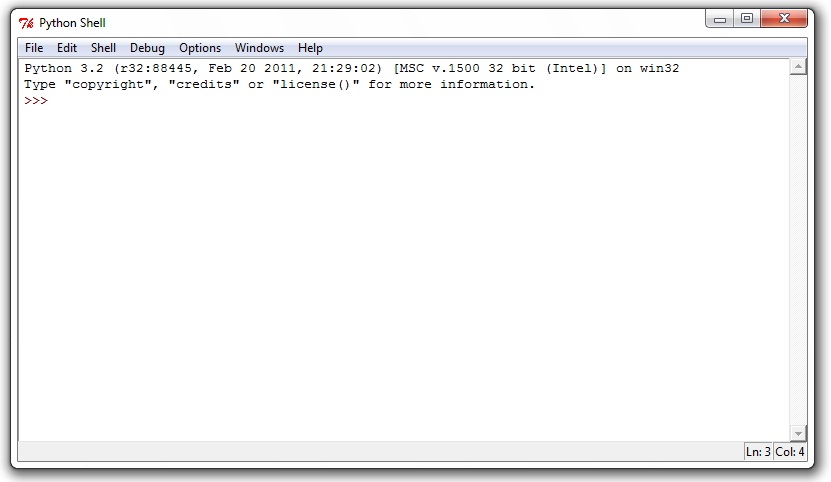 Python Shell
File Edit Shell Debug Options Windows Help
Python 3.2 (r32:88445, Feb 20 2011, 21:29:02) [MSC v.1500 32 bit (Intel)] on win32
Type "copyright", "credits" or "license()" for more information.
>>>
Ln: 3 Col: 4